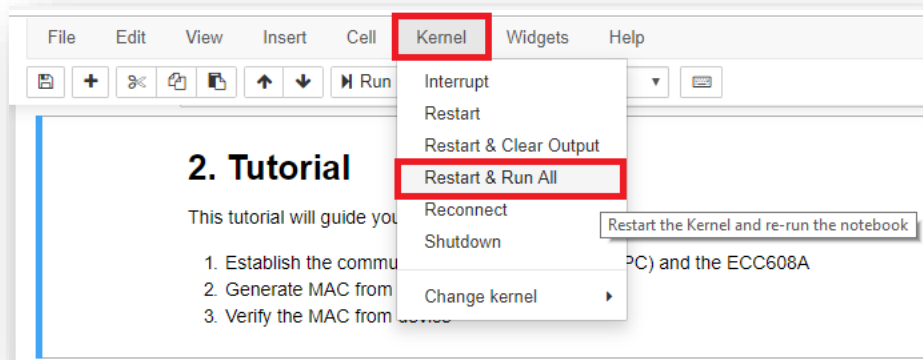 File Edit View Insert Cell Kernel Widgets Help
Run
Interrupt
Restart
Restart & Clear Output
Restart & Run All
Reconnect
Shutdown
Change kernel
Restart the Kernel and re-run the notebook
2. Tutorial
This tutorial will guide you
1. Establish the commu PC) and the ECC608A
2. Generate MAC from
3. Verify the MAC from device